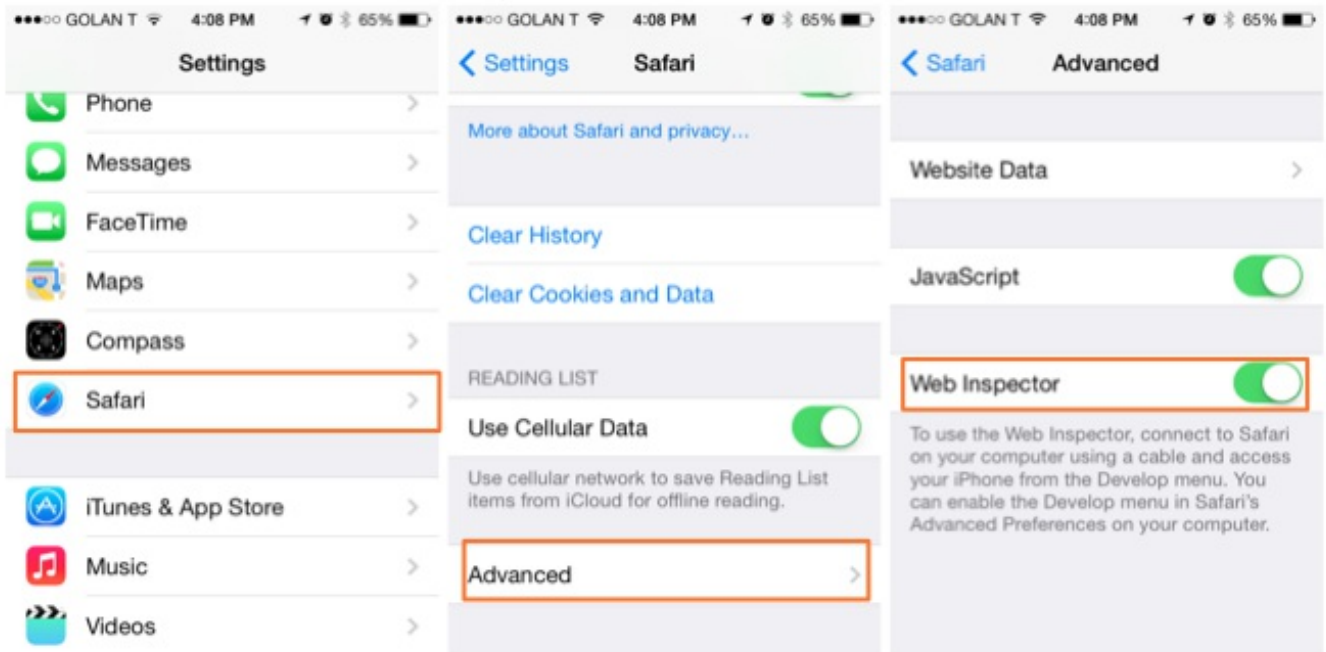 GOLAN T 4:08 PM 65%
Settings
Phone
Messages
FaceTime
Maps
Compass
Safari
iTunes & App Store
Music
Videos
GOLAN T 4:08 PM 65%
Settings Safari
More about Safari and privacy...
Clear History
Clear Cookies and Data
READING LIST
Use Cellular Data
Use cellular network to save Reading List
items from iCloud for offline reading.
Advanced
GOLAN T 4:08 PM 65%
Safari Advanced
Website Data
JavaScript
Web Inspector
To use the Web Inspector, connect to Safari
on your computer using a cable and access
your iPhone from the Develop menu. You
can enable the Develop menu in Safari's
Advanced Preferences on your computer.